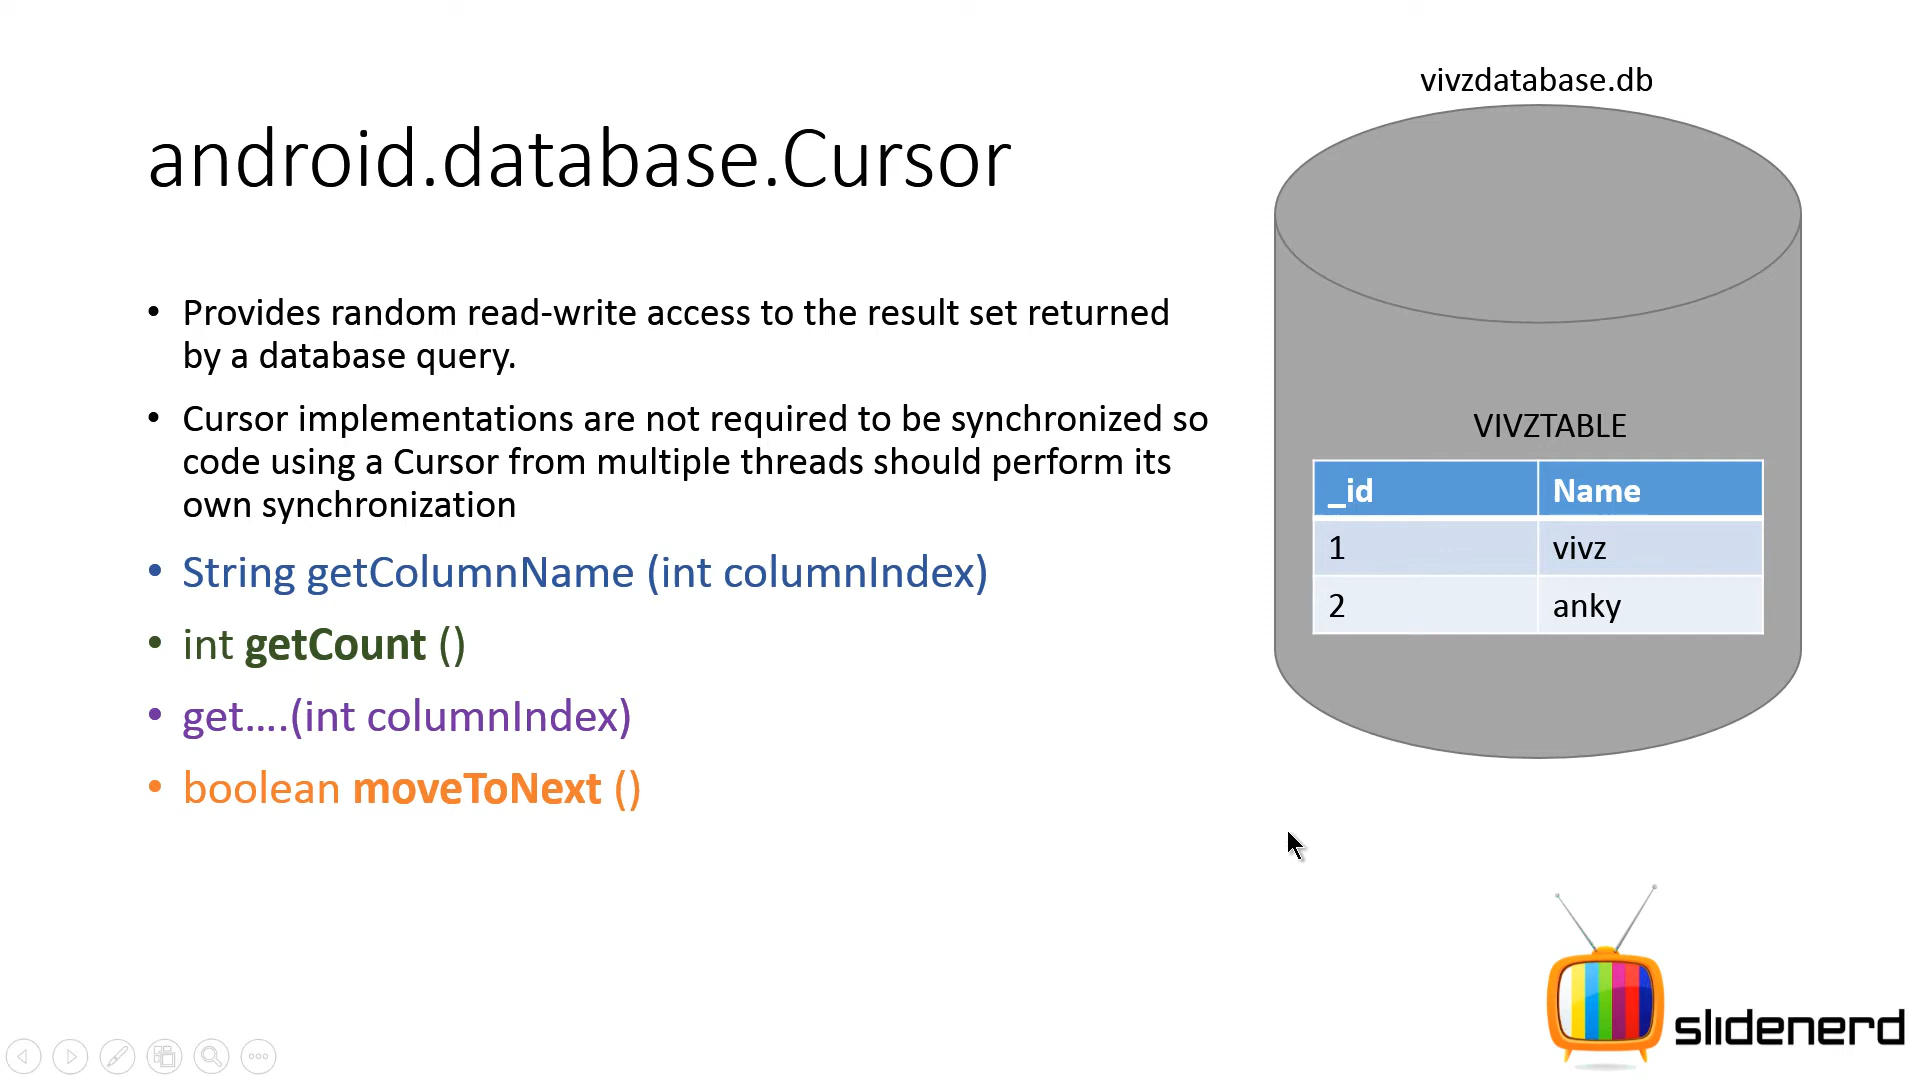 android.database.Cursor
• Provides random read-write access to the result set returned
by a database query.
• Cursor implementations are not required to be synchronized so
code using a Cursor from multiple threads should perform its
own synchronization
• String getColumnName (int columnIndex)
• int getCount ()
• get....(int columnIndex)
• boolean moveToNext ()
vivzdatabase.db
VIVZTABLE
_id Name
1 vivz
2 anky
slidenerd